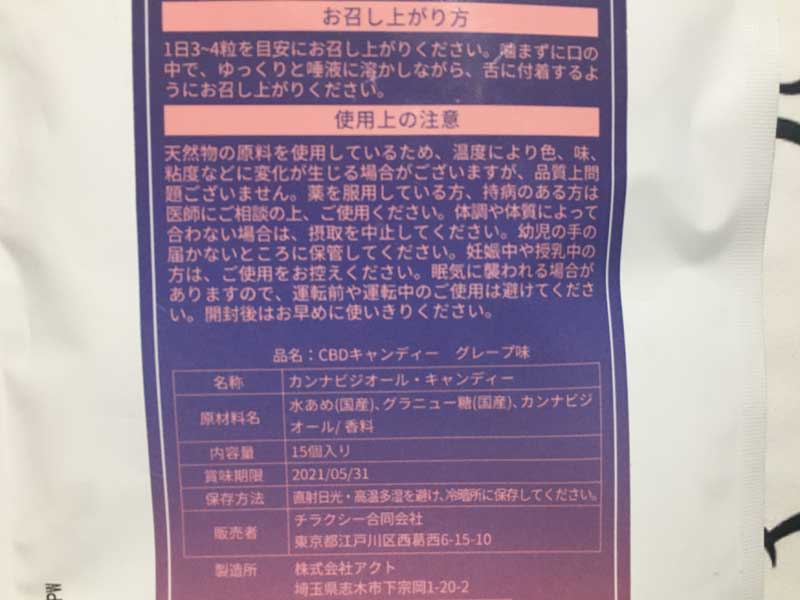 お召し上がり方
1日3~4粒を目安にお召し上がりください。噛まずに口の
中で、ゆっくりと唾液に溶かしながら、舌に付着するよ
うにお召し上がりください。
使用上の注意
天然物の原料を使用しているため、温度により色、味、
粘度などに変化が生じる場合がございますが、品質上問
題ございません。薬を服用している方、持病のある方は
医師にご相談の上、ご使用ください。体調や体質によって
合わない場合は、摂取を中止してください。幼児の手の
届かないところに保管してください。妊娠中や授乳中の
方は、ご使用をお控えください。眠気に襲われる場合が
ありますので、運転前や運転中のご使用は避けてくださ
い。開封後はお早めに使いきりください。
品名：CBDキャンディー　グレープ味
名称 カンナビジオール・キャンディー
原材料名 水あめ(国産)、グラニュー糖(国産)、カンナビジ
オール/ 香料
内容量 15個入り
賞味期限 2021/05/31
保存方法 直射日光・高温多湿を避け、冷暗所に保存してください。
販売者 チラクシー合同会社
東京都江戸川区西葛西6-15-10
製造所 株式会社アクト
埼玉県志木市下宗岡1-20-2